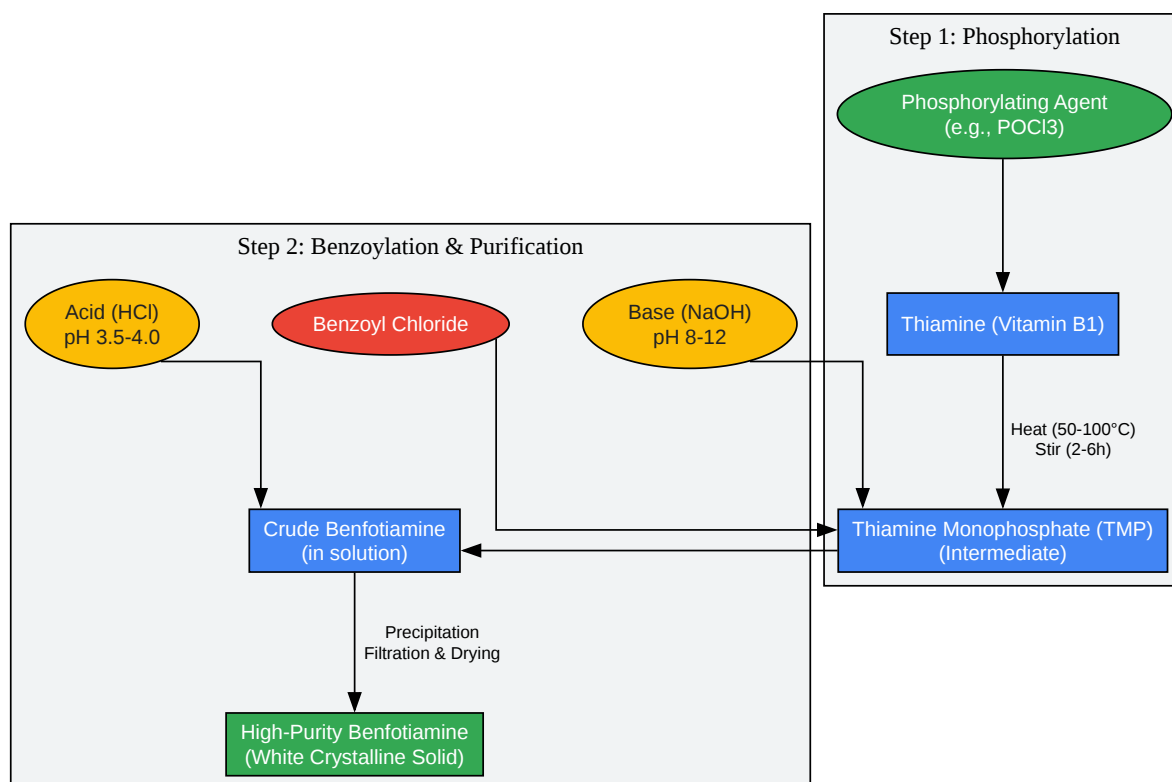 Step 1: Phosphorylation
Phosphorylating Agent
(e.g., POCl3)
Thiamine (Vitamin B1)
Heat (50-100°C)
Stir (2-6h)
Thiamine Monophosphate (TMP)
(Intermediate)
Step 2: Benzoylation & Purification
Acid (HCl)
pH 3.5-4.0
Benzoyl Chloride
Base (NaOH)
pH 8-12
Crude Benfotiamine
(in solution)
Precipitation
Filtration & Drying
High-Purity Benfotiamine
(White Crystalline Solid)